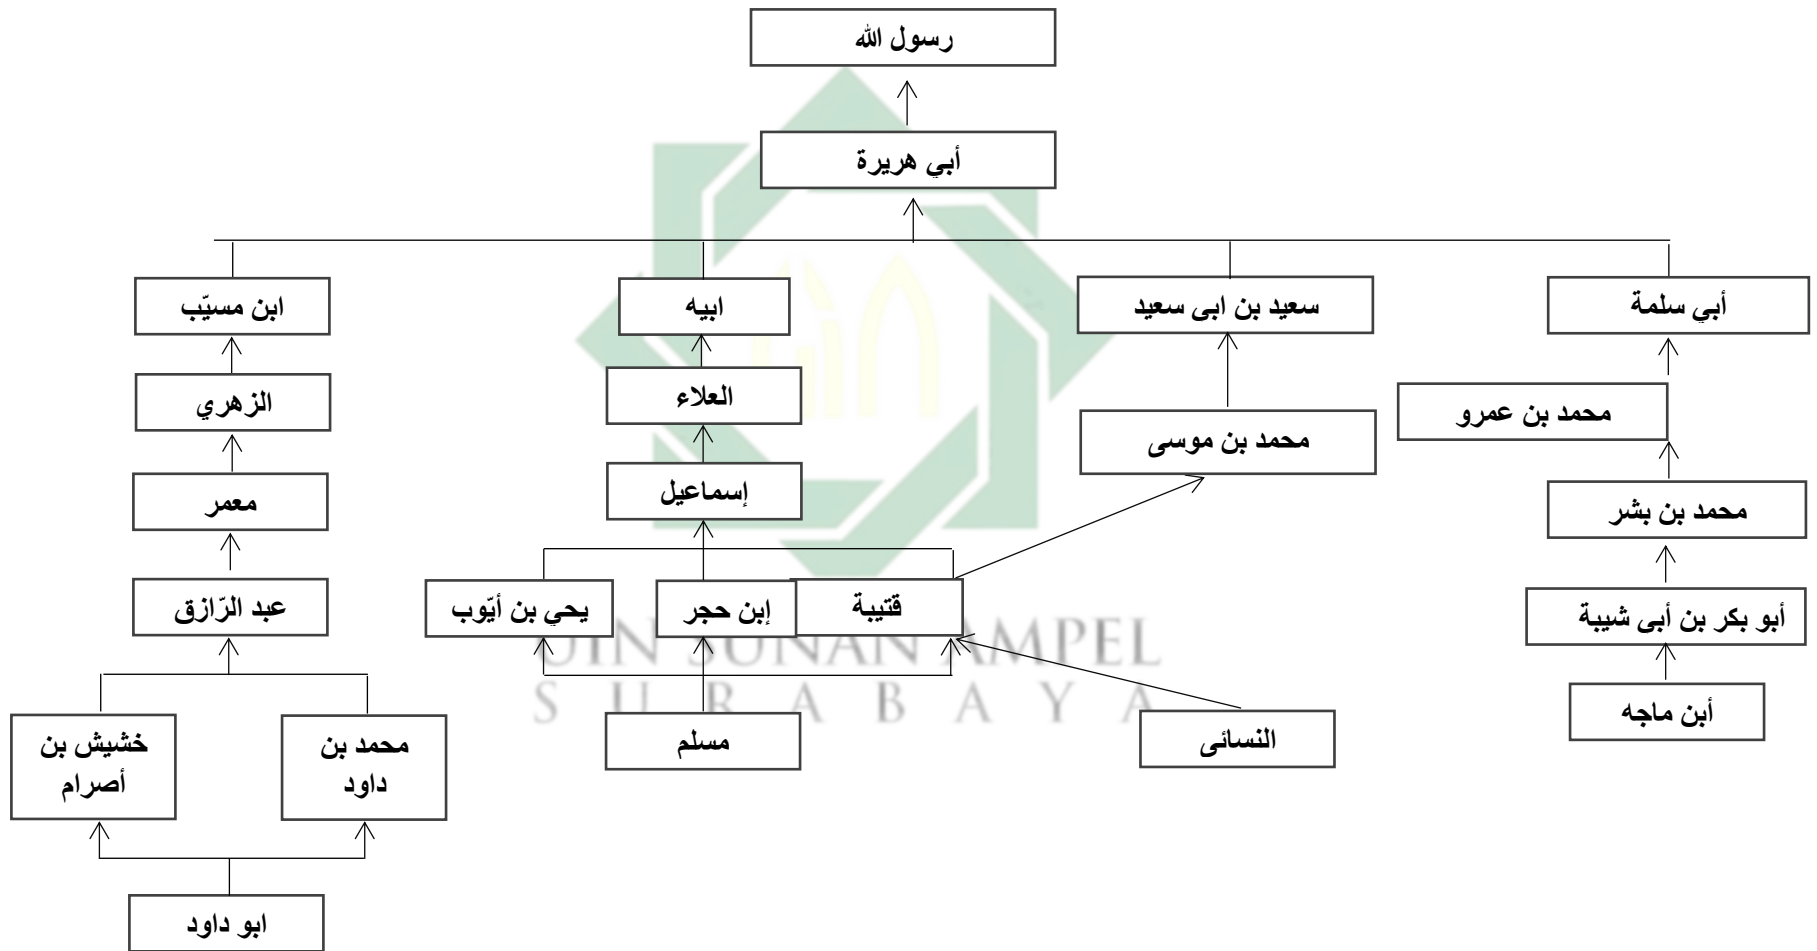 رسول الله
أبي هريرة
أبي سلمة
سعيد بن ابى سعيد
ابيه
ابن مسيّب
محمد بن عمرو
محمد بن موسى
العلاء
الزهري
محمد بن بشر
إسماعيل
معمر
أبو بكر بن أبى شيبة
قتيبة
إبن حجر
يحي بن أيّوب
عبد الرّازق
أبن ماجه
النسائى
مسلم
محمد بن
داود
خشيش بن
أصرام
ابو داود
UIN SUNAN AMPEL
SURABAYA